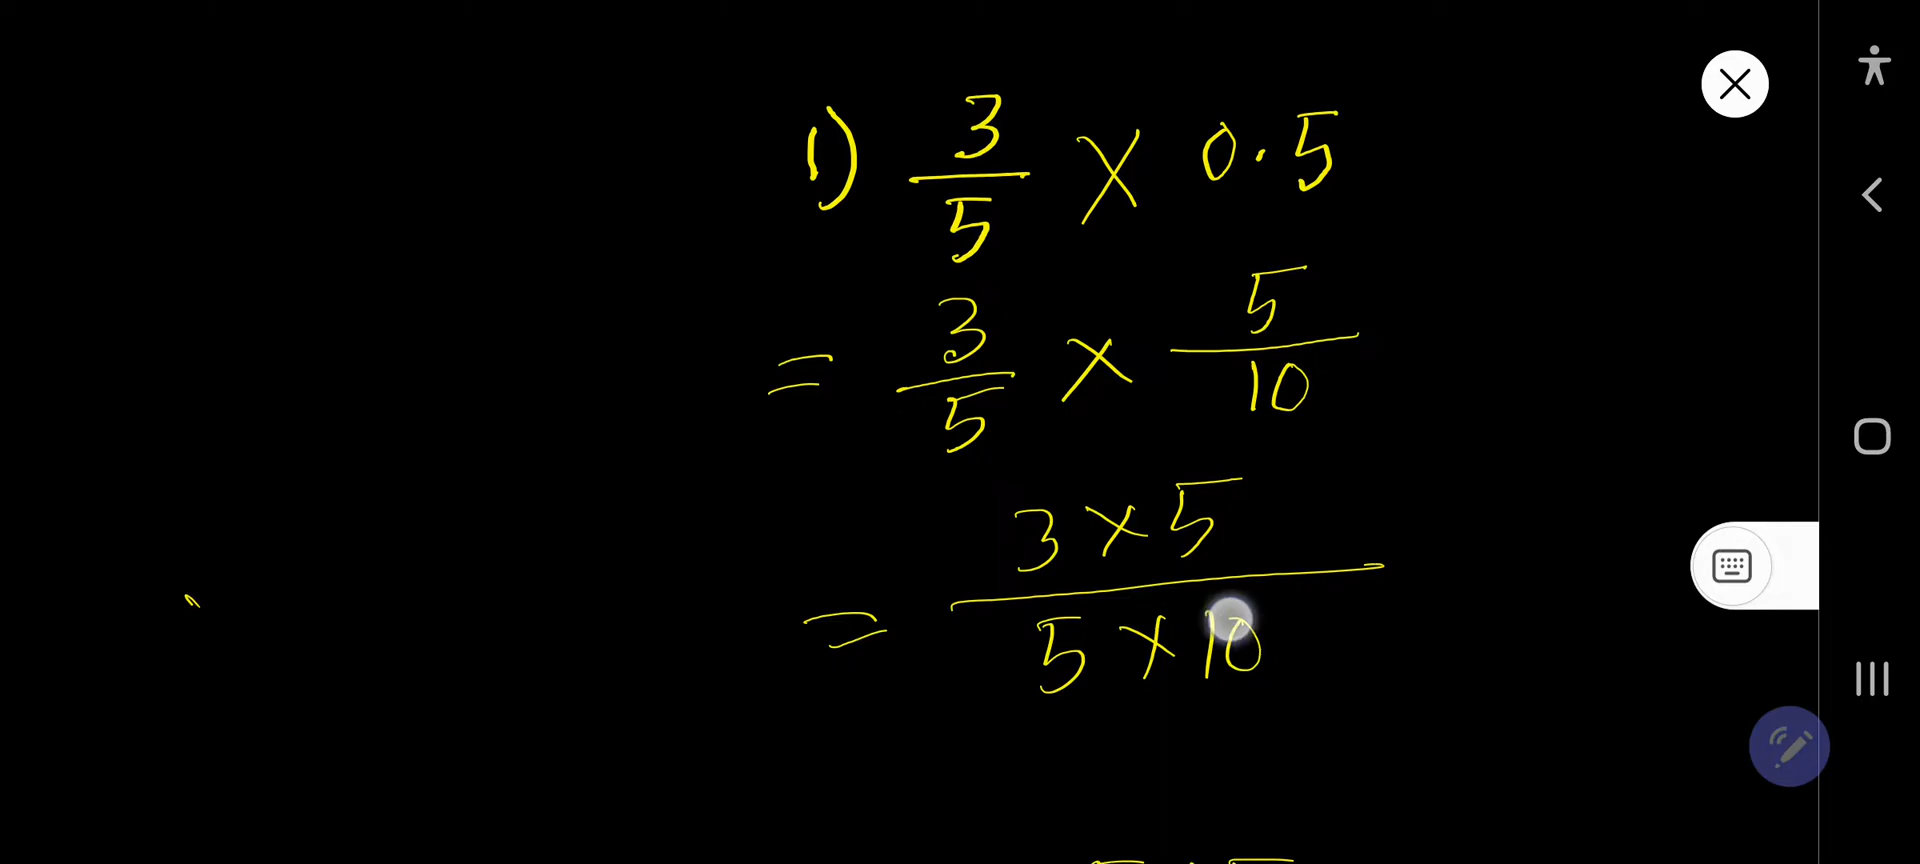 1) 3/5 × 0.5
= 3/5 × 5/10
= 3×5 / 5×10